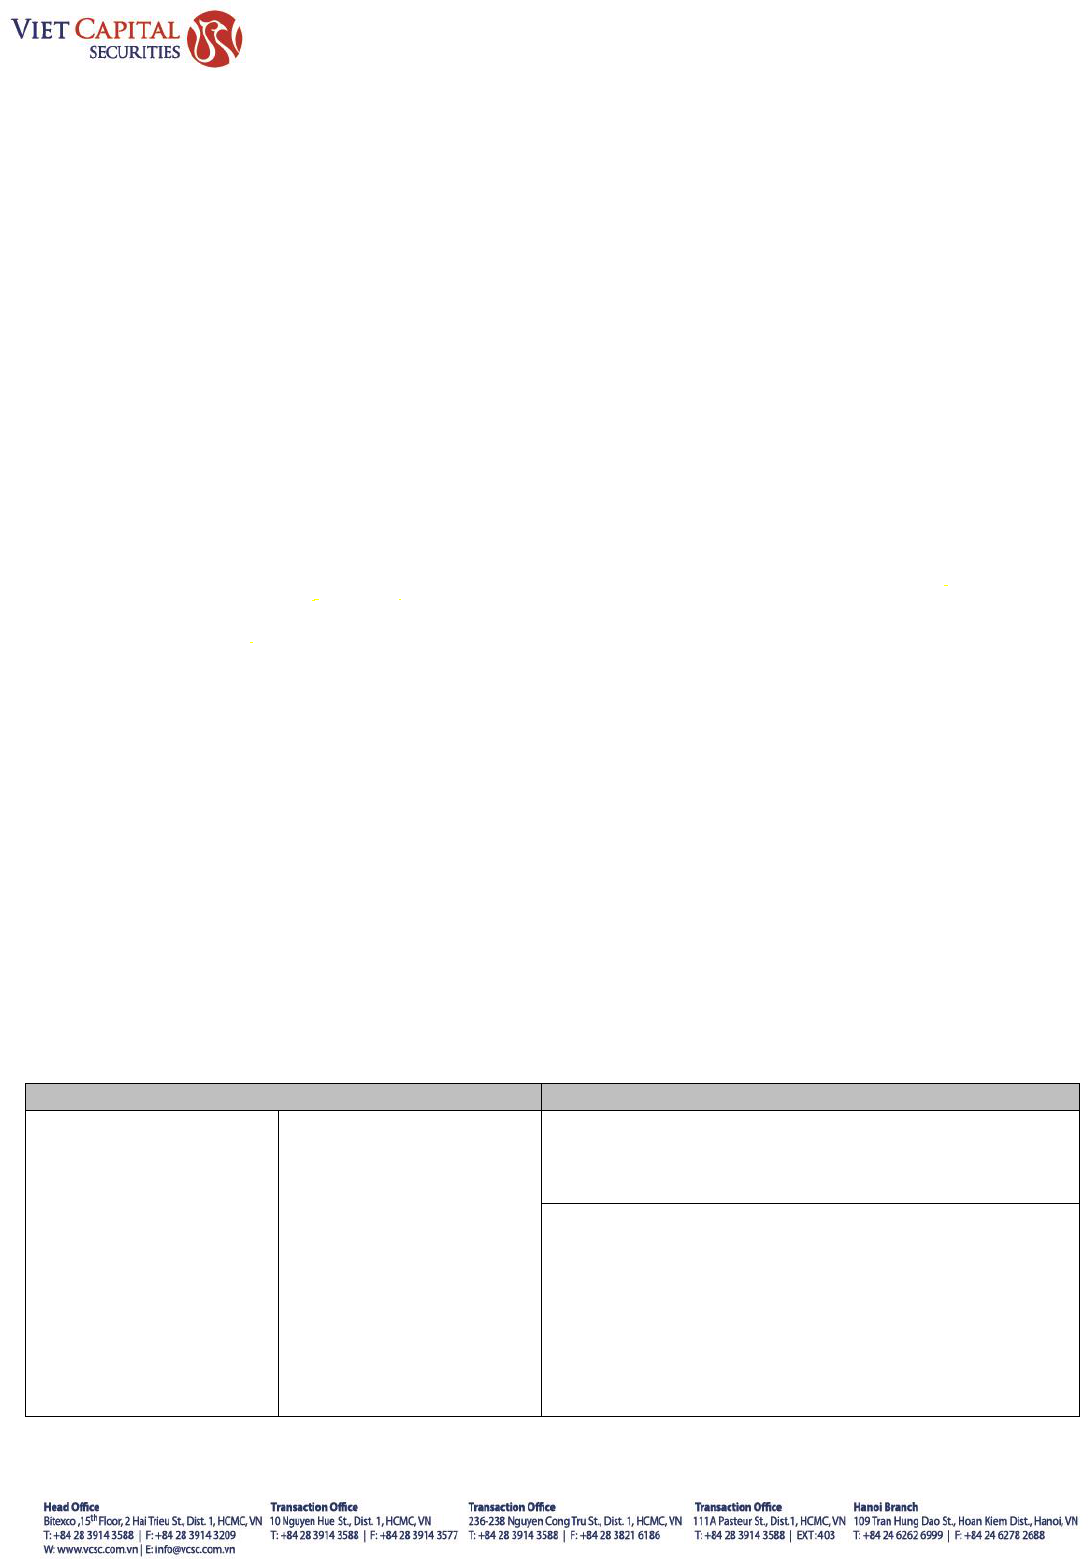 VIET CAPITAL
SECURITIES
Head Office
Bitexco ,15th Floor, 2 Hai Trieu St., Dist. 1, HCMC, VN
T: +84 28 3914 3588 | F: +84 28 3914 3209
W: www.vcsc.com.vn | E: info@vcsc.com.vn
Transaction Office
10 Nguyen Hue St., Dist. 1, HCMC, VN
T: +84 28 3914 3588 | F: +84 28 3914 3577
Transaction Office
236-238 Nguyen Cong Tru St., Dist. 1, HCMC, VN
T: +84 28 3914 3588 | F: +84 28 3821 6186
Transaction Office
111A Pasteur St., Dist.1, HCMC, VN
T: +84 28 3914 3588 | EXT:403
Hanoi Branch
109 Tran Hung Dao St., Hoan Kiem Dist., Hanoi, VN
T: +84 24 6262 6999 | F: +84 24 6278 2688